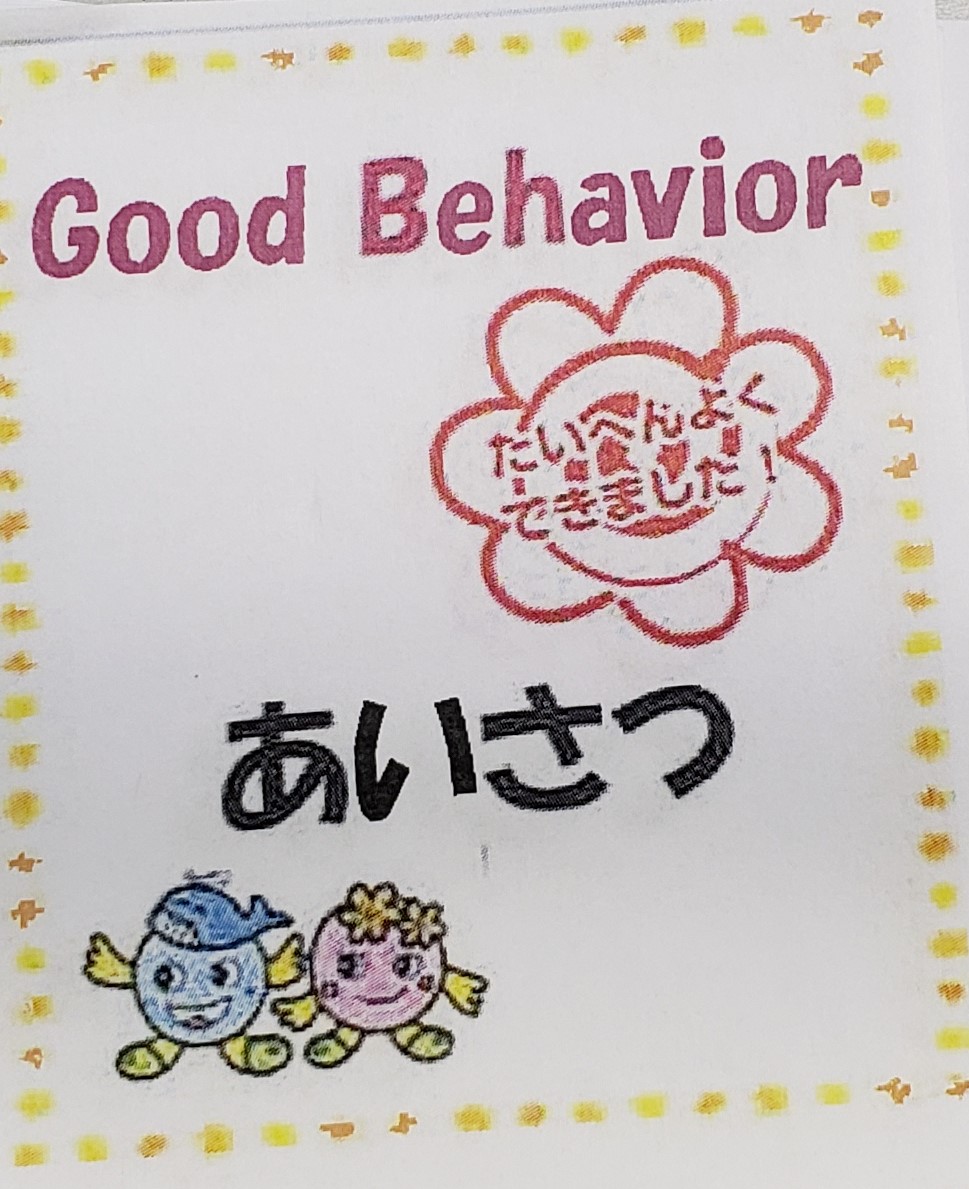 Good Behavior
たいへんよく
できました!
あいさつ